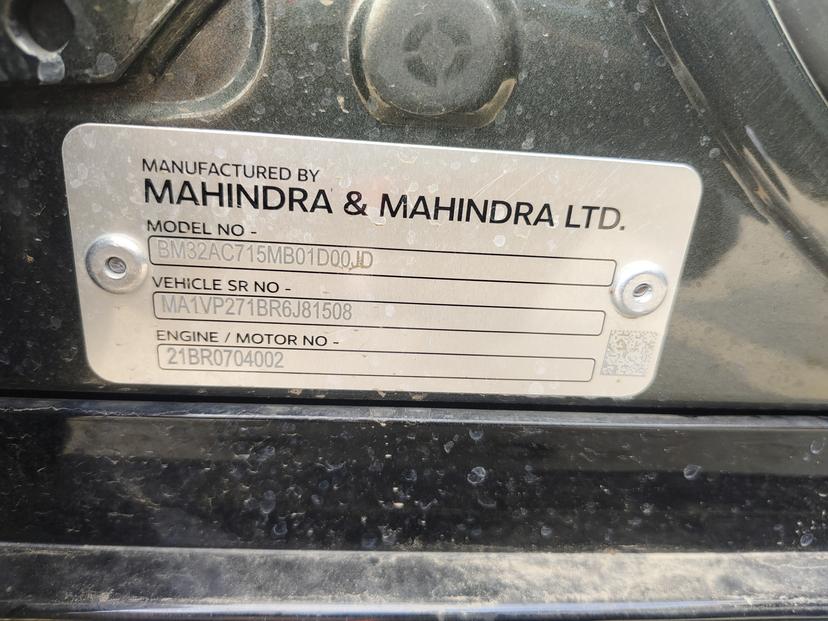 MANUFACTURED BY
MAHINDRA & MAHINDRA LTD.
MODEL NO -
BM32AC715MB01D00JD
VEHICLE SR NO -
MA1VP271BR6J81508
ENGINE / MOTOR NO -
21BR0704002